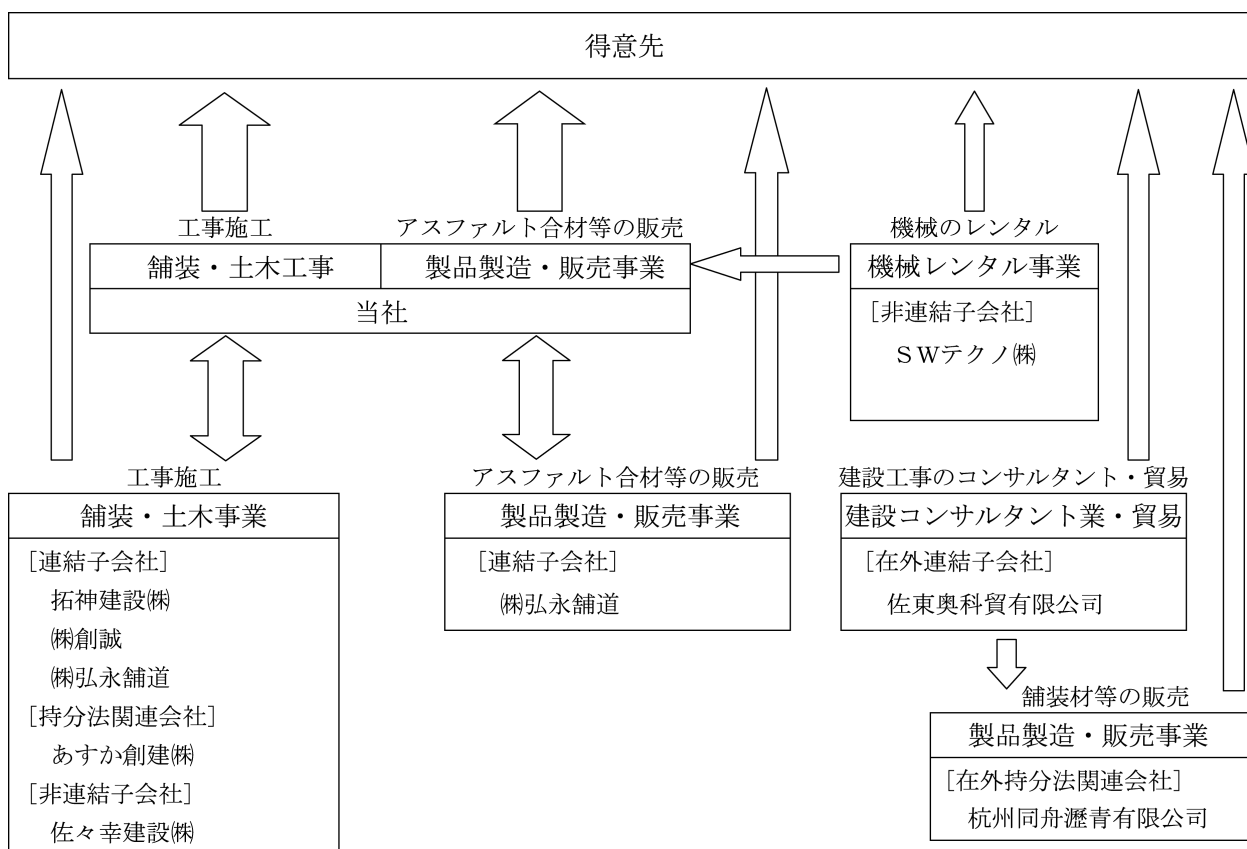 得意先
工事施工
アスファルト合材等の販売
機械のレンタル
舗装・土木工事
製品製造・販売事業
当社
機械レンタル事業
［非連結子会社］
ＳＷテクノ㈱
工事施工
舗装・土木事業
［連結子会社］
拓神建設㈱
㈱創誠
㈱弘永舗道
［持分法関連会社］
あすか創建㈱
［非連結子会社］
佐々幸建設㈱
アスファルト合材等の販売
製品製造・販売事業
［連結子会社］
㈱弘永舗道
建設工事のコンサルタント・貿易
建設コンサルタント業・貿易
［在外連結子会社］
佐東奥科貿有限公司
舗装材等の販売
製品製造・販売事業
［在外持分法関連会社］
杭州同舟瀝青有限公司